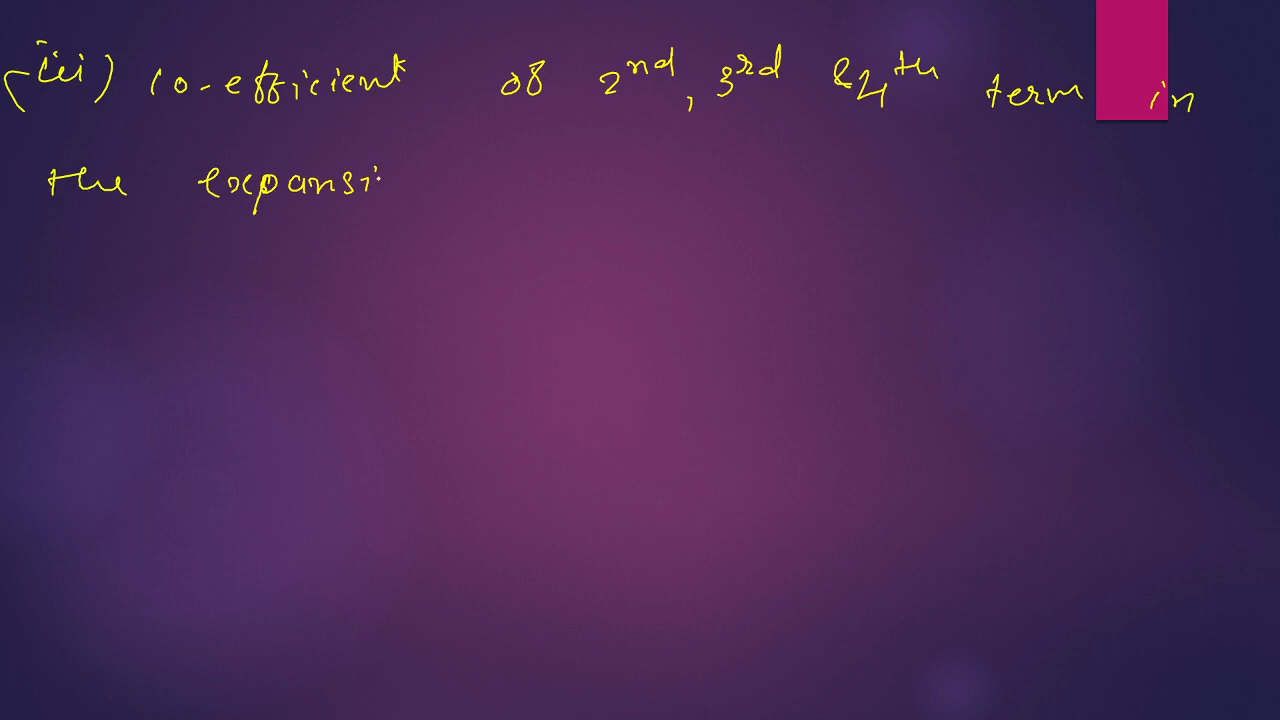 (iii) co-efficient of 2nd, 3rd & 4th term in
the expansi